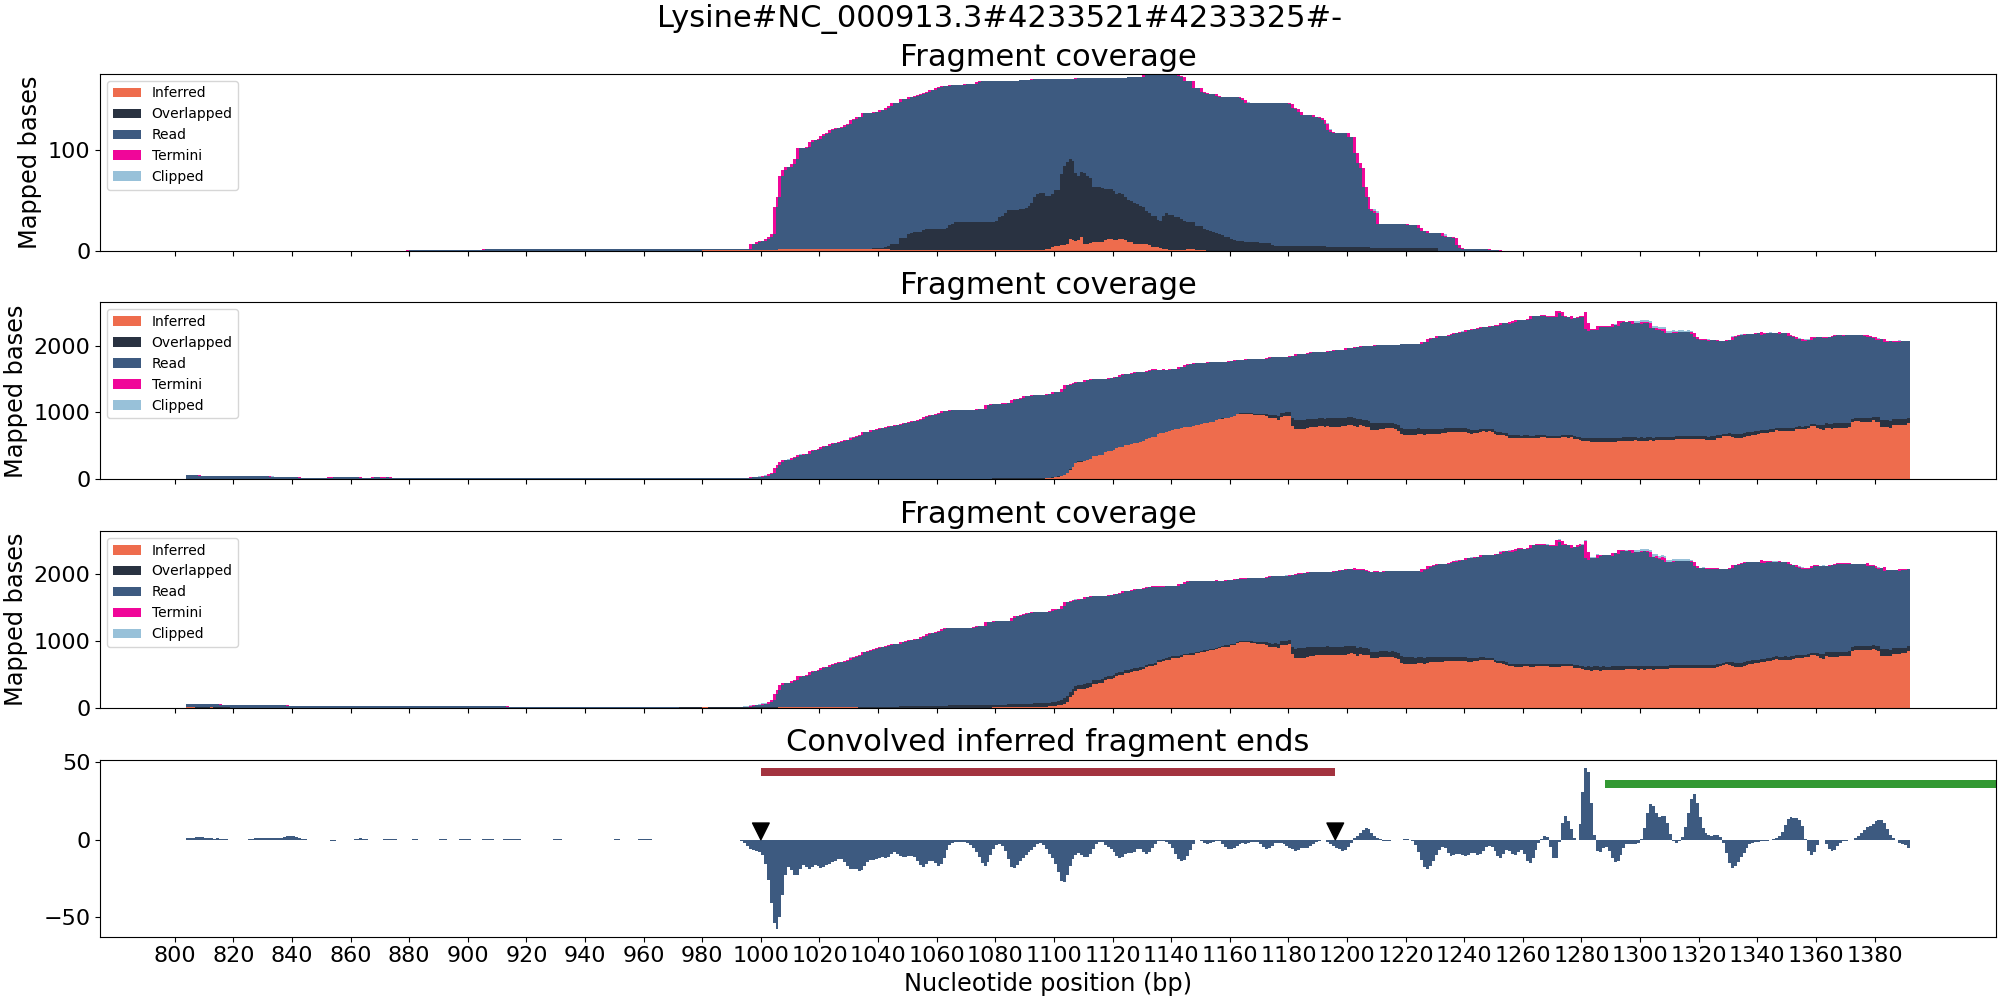 Lysine#NC_000913.3#4233521#4233325#-
Fragment coverage
Mapped bases
100
0
Inferred
Overlapped
Read
Termini
Clipped
Fragment coverage
Mapped bases
2000
1000
0
Inferred
Overlapped
Read
Termini
Clipped
Fragment coverage
Mapped bases
2000
1000
0
Inferred
Overlapped
Read
Termini
Clipped
Convolved inferred fragment ends
50
0
−50
800 820 840 860 880 900 920 940 960 980 1000 1020 1040 1060 1080 1100 1120 1140 1160 1180 1200 1220 1240 1260 1280 1300 1320 1340 1360 1380
Nucleotide position (bp)